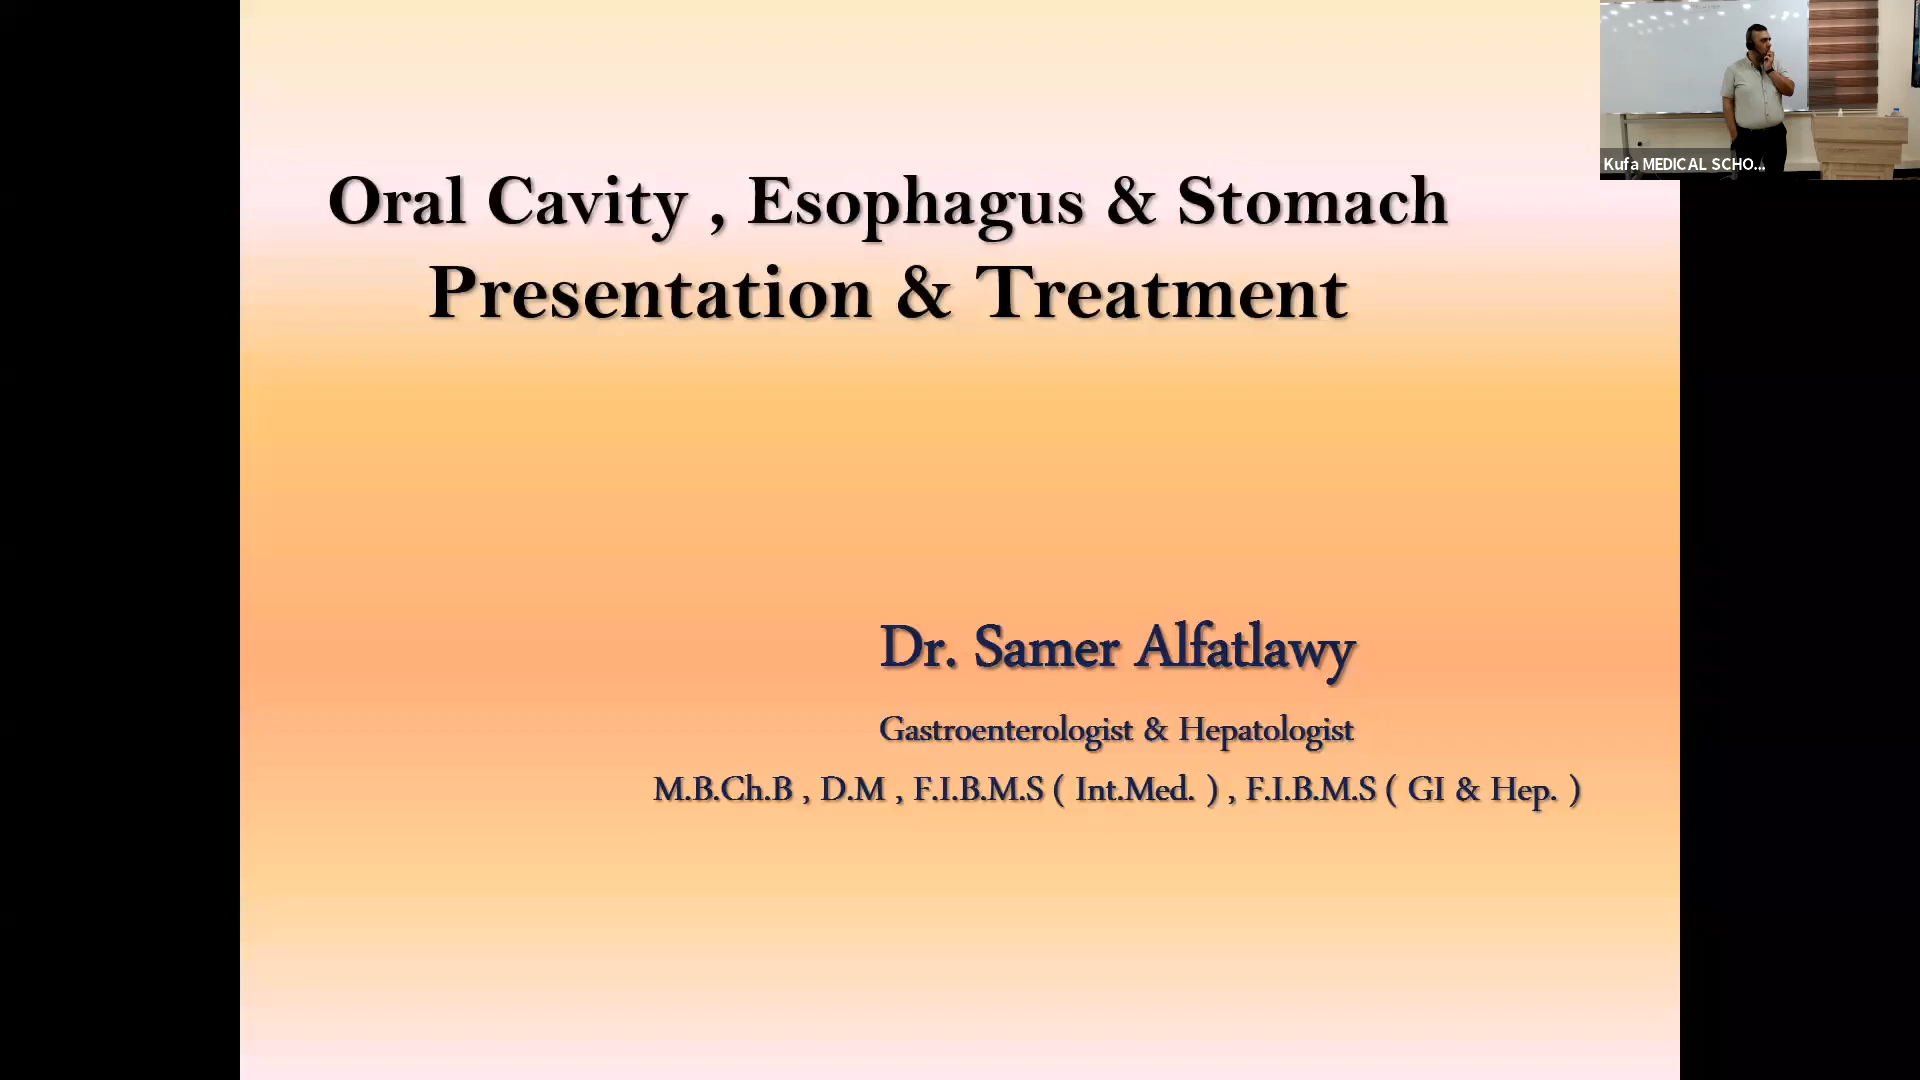 Oral Cavity , Esophagus & Stomach
Presentation & Treatment
Dr. Samer Alfatlawy
Gastroenterologist & Hepatologist
M.B.Ch.B , D.M , F.I.B.M.S ( Int.Med. ) , F.I.B.M.S ( GI & Hep. )
Kufa MEDICAL SCHO...